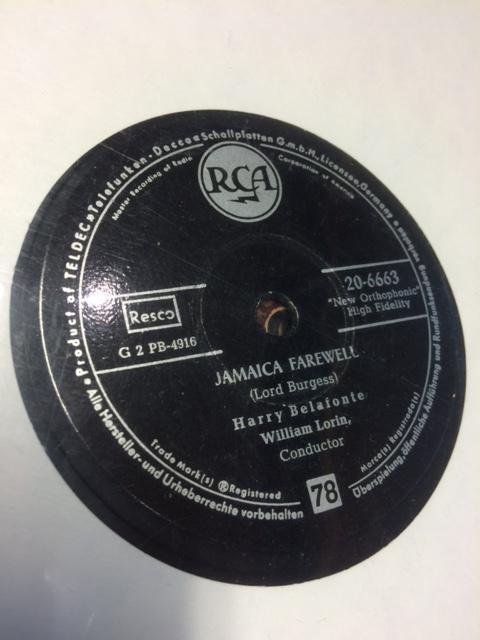 • Product of TELDEC »Telefunken • Decca« Schallplatten G.m.b.H., Licensee, Germany •
Master Recording of Radio Corporation of America
RCA
Resco
G 2 PB-4916
20-6663
"New Orthophonic"
High Fidelity
JAMAICA FAREWELL
(Lord Burgess)
Harry Belafonte
William Lorin,
Conductor
Trade Mark(s) ® Registered
Marca(s) Registrada(s)
78
• Alle Hersteller- und Urheberrechte vorbehalten
Überspielung, öffentliche Aufführung und Rundfunksendung verboten •